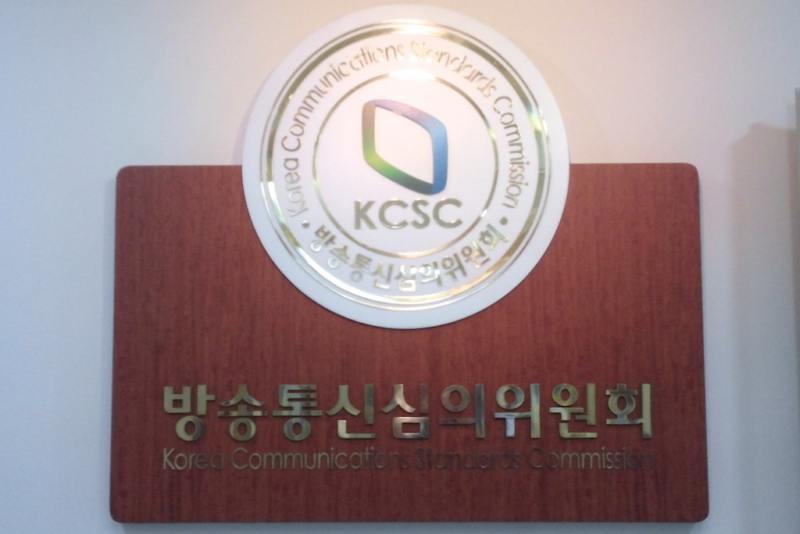 Korea Communications Standards Commission
KCSC
방송통신심의위원회
방송통신심의위원회
Korea Communications Standards Commission